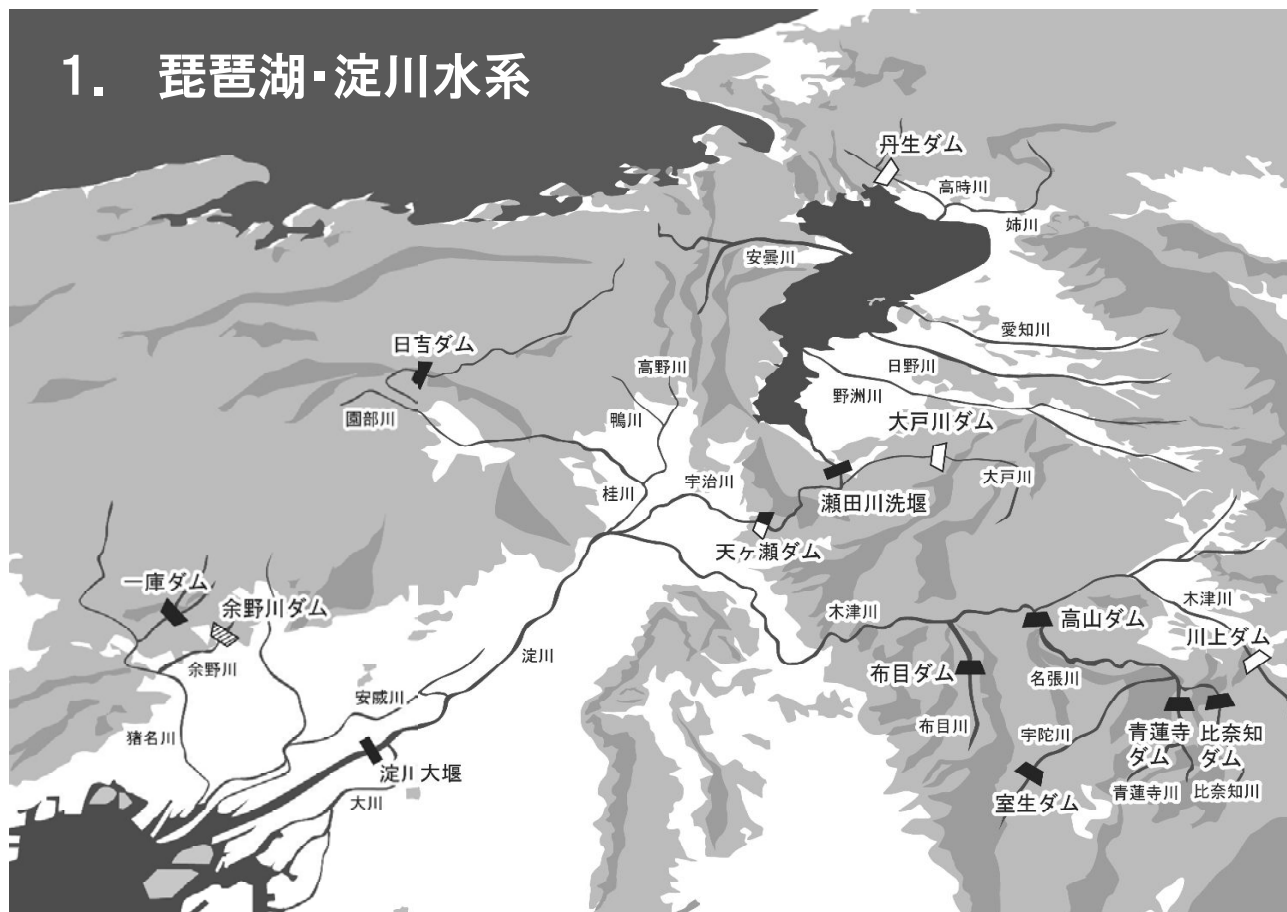 1. 琵琶湖・淀川水系
丹生ダム
高時川
姉川
安曇川
愛知川
日吉ダム
高野川
日野川
野洲川
園部川
鴨川
大戸川ダム
大戸川
桂川
宇治川
瀬田川洗堰
天ヶ瀬ダム
一庫ダム
余野川ダム
木津川
木津川
高山ダム
川上ダム
余野川
淀川
布目ダム
名張川
安威川
布目川
宇陀川
青蓮寺
ダム
比奈知
ダム
猪名川
淀川大堰
大川
室生ダム
青蓮寺川
比奈知川